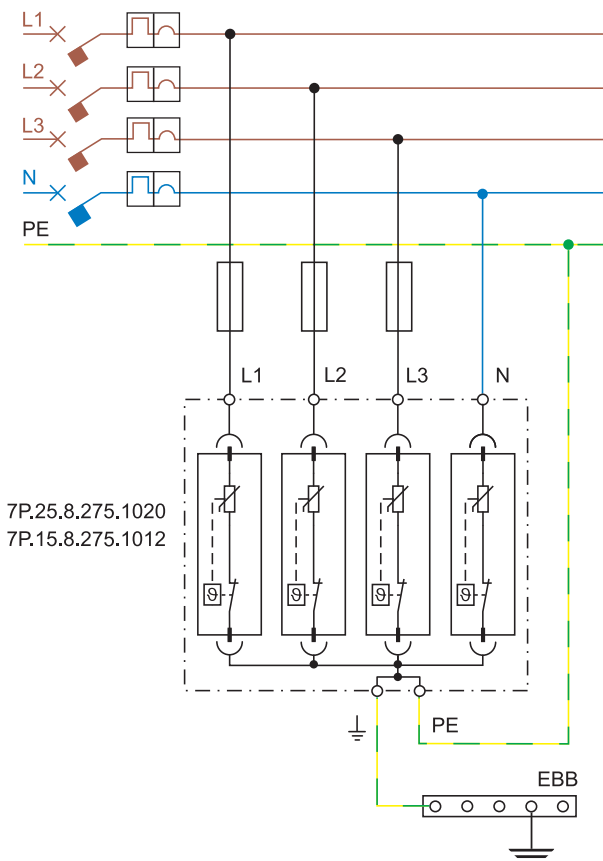 L1
L2
L3
N
PE
L1 L2 L3 N
7P.25.8.275.1020
7P.15.8.275.1012
ϑ ϑ ϑ ϑ
PE
EBB